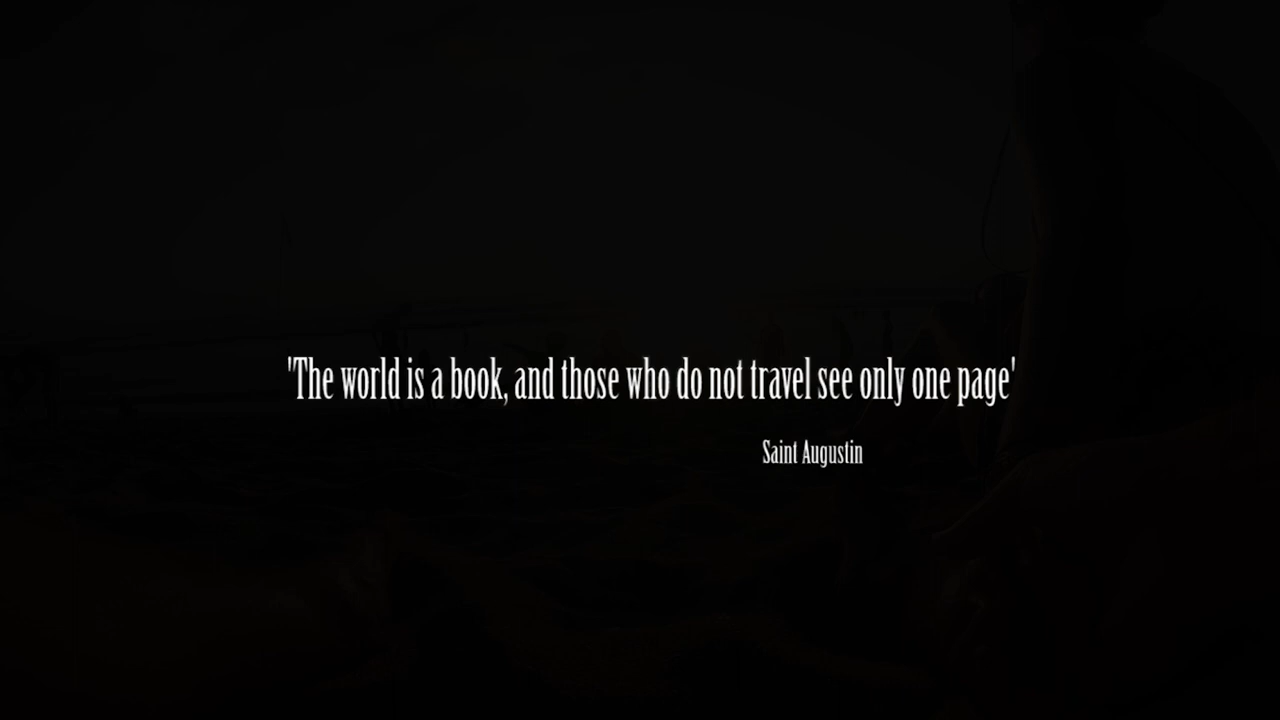 'The world is a book, and those who do not travel see only one page'
Saint Augustin